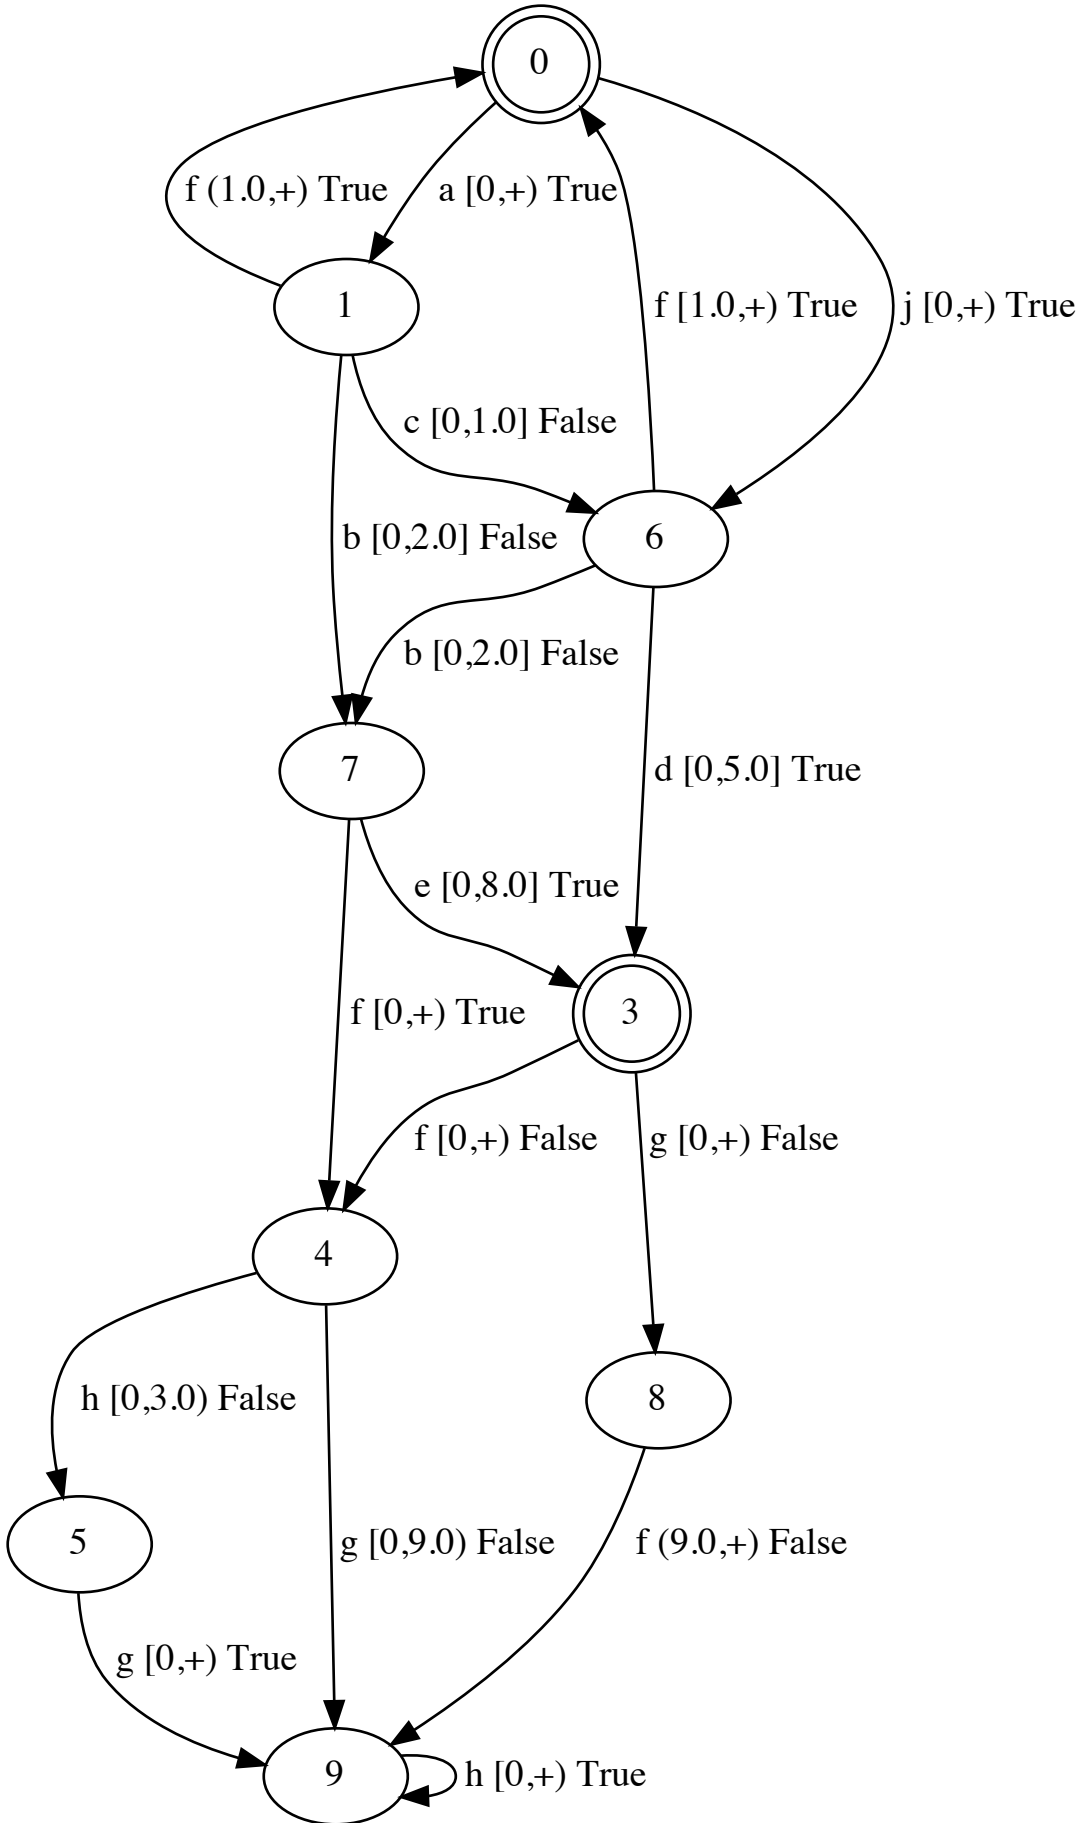 0
f (1.0,+) True
a [0,+) True
1
f [1.0,+) True
j [0,+) True
c [0,1.0] False
b [0,2.0] False
6
b [0,2.0] False
7
d [0,5.0] True
e [0,8.0] True
f [0,+) True
3
f [0,+) False
g [0,+) False
4
h [0,3.0) False
8
5
g [0,9.0) False
f (9.0,+) False
g [0,+) True
9
h [0,+) True